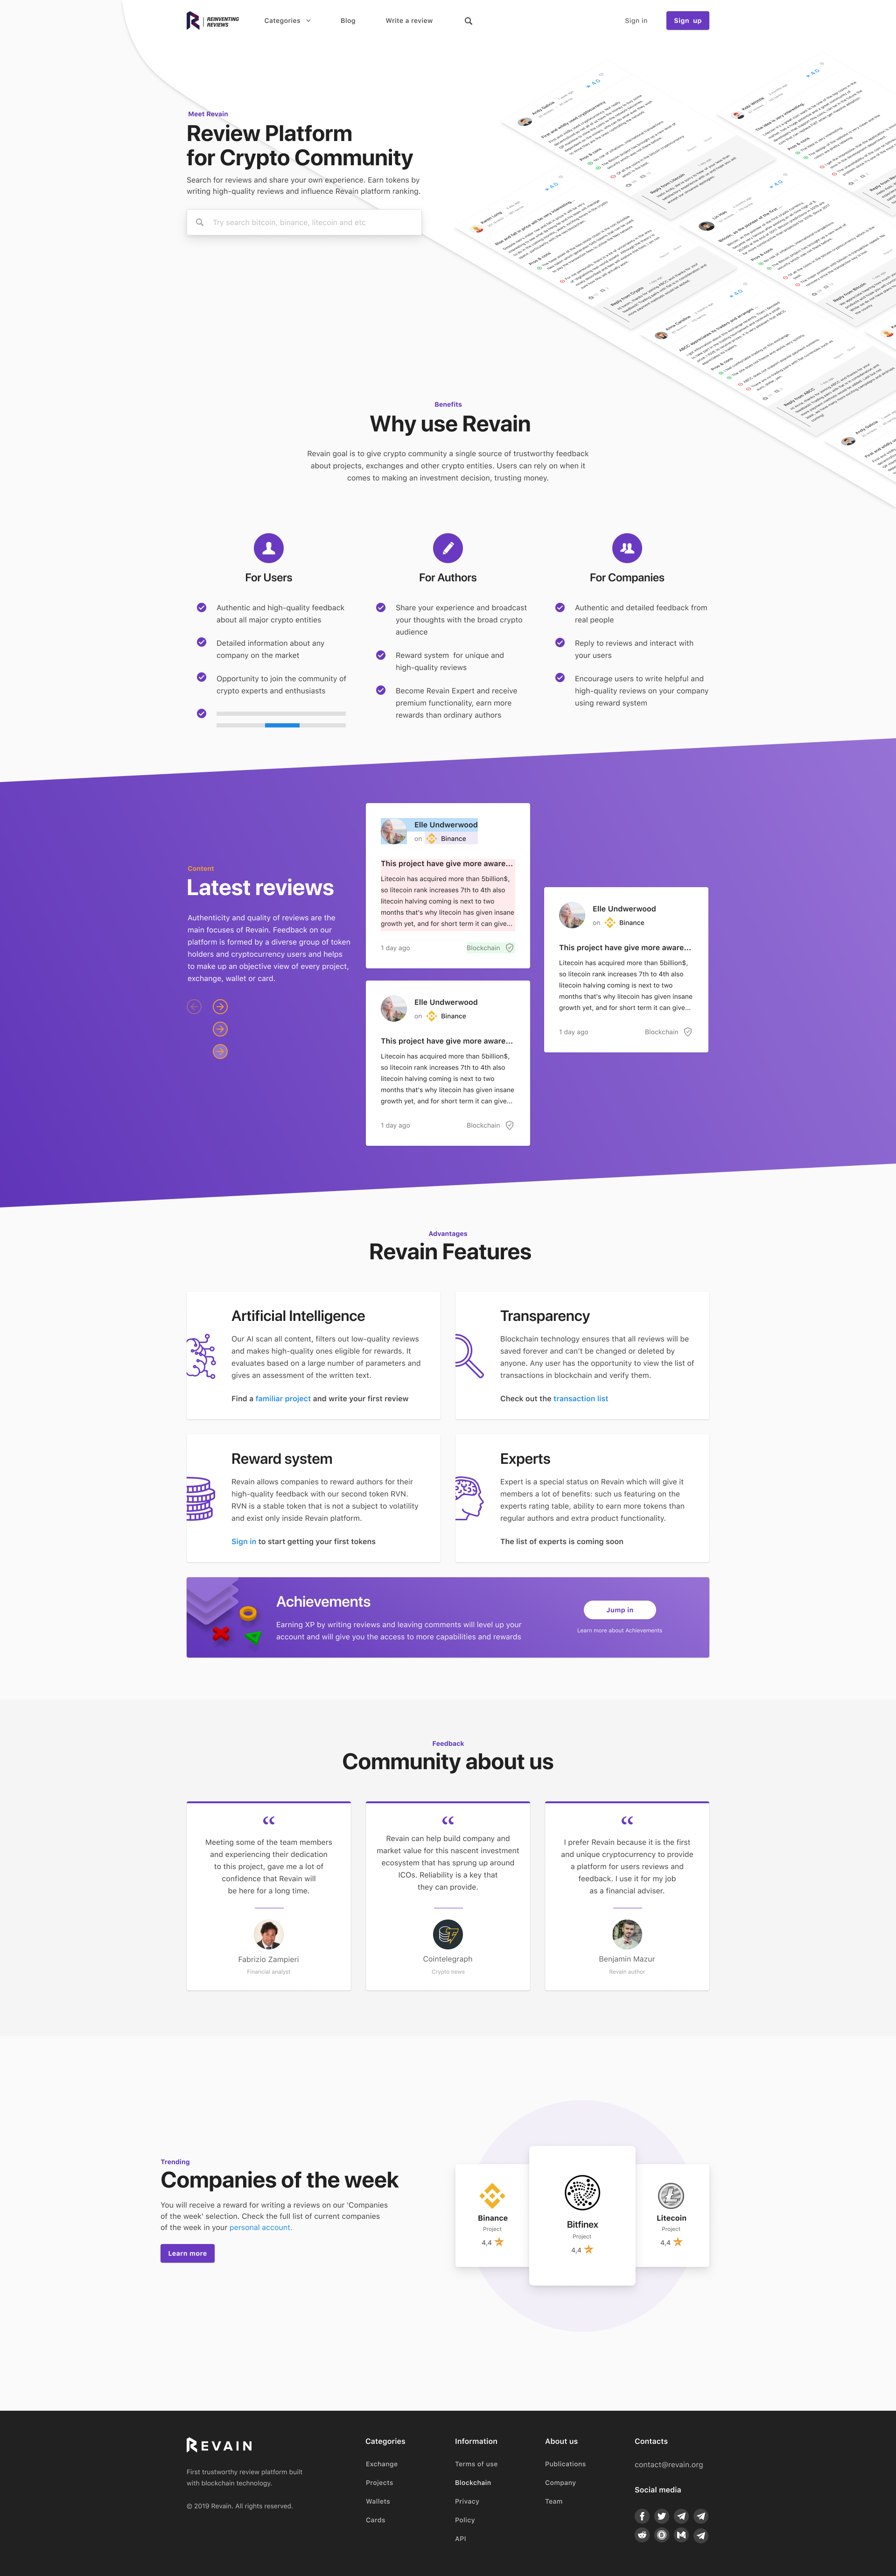 REINVENTING
REVIEWS
Categories
Blog
Write a review
Sign in
Sign up
Meet Revain
Review Platform
for Crypto Community
Search for reviews and share your own experience. Earn tokens by
writing high-quality reviews and influence Revain platform ranking.
Try search bitcoin, binance, litecoin and etc
Benefits
Why use Revain
Revain goal is to give crypto community a single source of trustworthy feedback
about projects, exchanges and other crypto entities. Users can rely on when it
comes to making an investment decision, trusting money.
For Users
Authentic and high-quality feedback
about all major crypto entities
Detailed information about any
company on the market
Opportunity to join the community of
crypto experts and enthusiasts
For Authors
Share your experience and broadcast
your thoughts with the broad crypto
audience
Reward system for unique and
high-quality reviews
Become Revain Expert and receive
premium functionality, earn more
rewards than ordinary authors
For Companies
Authentic and detailed feedback from
real people
Reply to reviews and interact with
your users
Encourage users to write helpful and
high-quality reviews on your company
using reward system
Content
Latest reviews
Authenticity and quality of reviews are the
main focuses of Revain. Feedback on our
platform is formed by a diverse group of token
holders and cryptocurrency users and helps
to make up an objective view of every project,
exchange, wallet or card.
Elle Undwerwood
on Binance
This project have give more aware...
Litecoin has acquired more than 5billion$,
so litecoin rank increases 7th to 4th also
litecoin halving coming is next to two
months that's why litecoin has given insane
growth yet, and for short term it can give...
1 day ago
Blockchain
Elle Undwerwood
on Binance
This project have give more aware...
Litecoin has acquired more than 5billion$,
so litecoin rank increases 7th to 4th also
litecoin halving coming is next to two
months that's why litecoin has given insane
growth yet, and for short term it can give...
1 day ago
Blockchain
Elle Undwerwood
on Binance
This project have give more aware...
Litecoin has acquired more than 5billion$,
so litecoin rank increases 7th to 4th also
litecoin halving coming is next to two
months that's why litecoin has given insane
growth yet, and for short term it can give...
1 day ago
Blockchain
Advantages
Revain Features
Artificial Intelligence
Our AI scan all content, filters out low-quality reviews
and makes high-quality ones eligible for rewards. It
evaluates based on a large number of parameters and
gives an assessment of the written text.
Find a familiar project and write your first review
Transparency
Blockchain technology ensures that all reviews will be
saved forever and can't be changed or deleted by
anyone. Any user has the opportunity to view the list of
transactions in blockchain and verify them.
Check out the transaction list
Reward system
Revain allows companies to reward authors for their
high-quality feedback with our second token RVN.
RVN is a stable token that is not a subject to volatility
and exist only inside Revain platform.
Sign in to start getting your first tokens
Experts
Expert is a special status on Revain which will give it
members a lot of benefits: such us featuring on the
experts rating table, ability to earn more tokens than
regular authors and extra product functionality.
The list of experts is coming soon
Achievements
Earning XP by writing reviews and leaving comments will level up your
account and will give you the access to more capabilities and rewards
Jump in
Learn more about Achievements
Feedback
Community about us
Meeting some of the team members
and experiencing their dedication
to this project, gave me a lot of
confidence that Revain will
be here for a long time.
Fabrizio Zampieri
Financial analyst
Revain can help build company and
market value for this nascent investment
ecosystem that has sprung up around
ICOs. Reliability is a key that
they can provide.
Cointelegraph
Crypto news
I prefer Revain because it is the first
and unique cryptocurrency to provide
a platform for users reviews and
feedback. I use it for my job
as a financial adviser.
Benjamin Mazur
Revain author
Trending
Companies of the week
You will receive a reward for writing a reviews on our 'Companies
of the week' selection. Check the full list of current companies
of the week in your personal account.
Learn more
Binance
Project
4,4
Bitfinex
Project
4,4
Litecoin
Project
4,4
REVAIN
First trustworthy review platform built
with blockchain technology.
© 2019 Revain. All rights reserved.
Categories
Exchange
Projects
Wallets
Cards
Information
Terms of use
Blockchain
Privacy
Policy
API
About us
Publications
Company
Team
Contacts
contact@revain.org
Social media